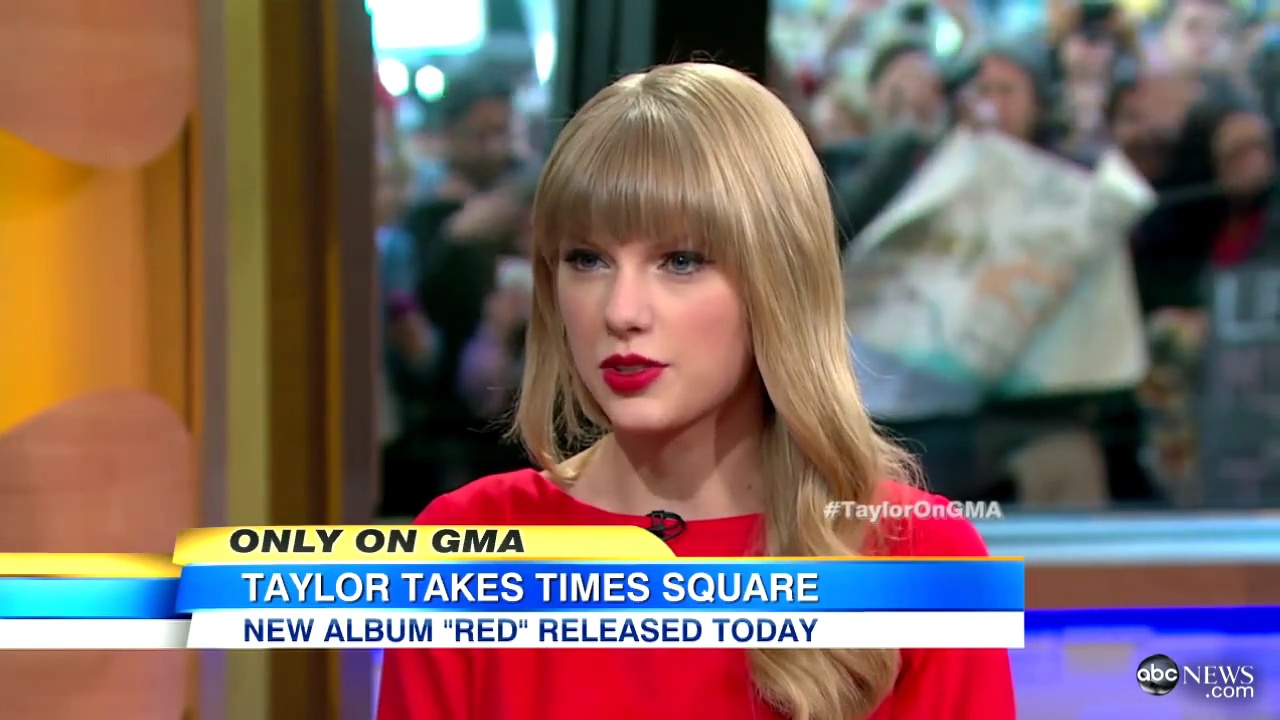 #TaylorOnGMA
ONLY ON GMA
TAYLOR TAKES TIMES SQUARE
NEW ALBUM "RED" RELEASED TODAY
abc NEWS
.com